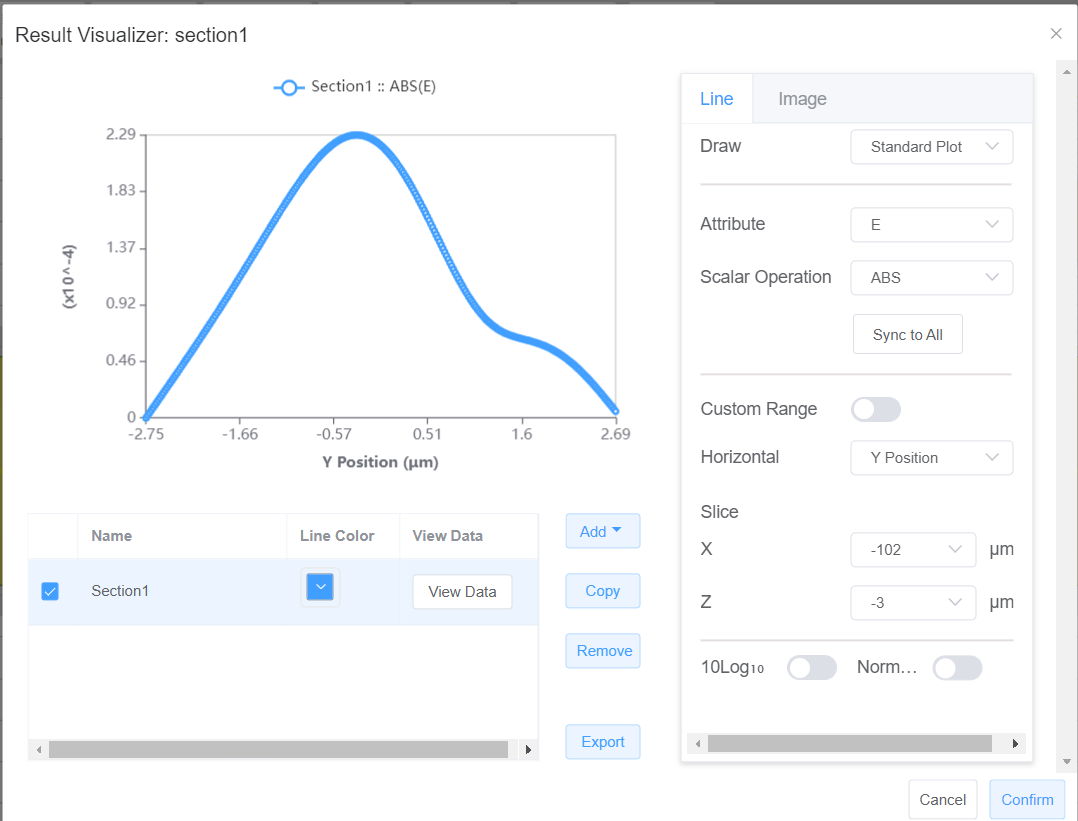 Result Visualizer: section1
Section1 :: ABS(E)
2.29
1.83
1.37
0.92
0.46
0
(x10^-4)
-2.75 -1.66 -0.57 0.51 1.6 2.69
Y Position (μm)
Name Line Color View Data
Section1 View Data
Add
Copy
Remove
Export
Line Image
Draw Standard Plot
Attribute E
Scalar Operation ABS
Sync to All
Custom Range
Horizontal Y Position
Slice
X -102 μm
Z -3 μm
10Log₁₀ Norm...
Cancel Confirm